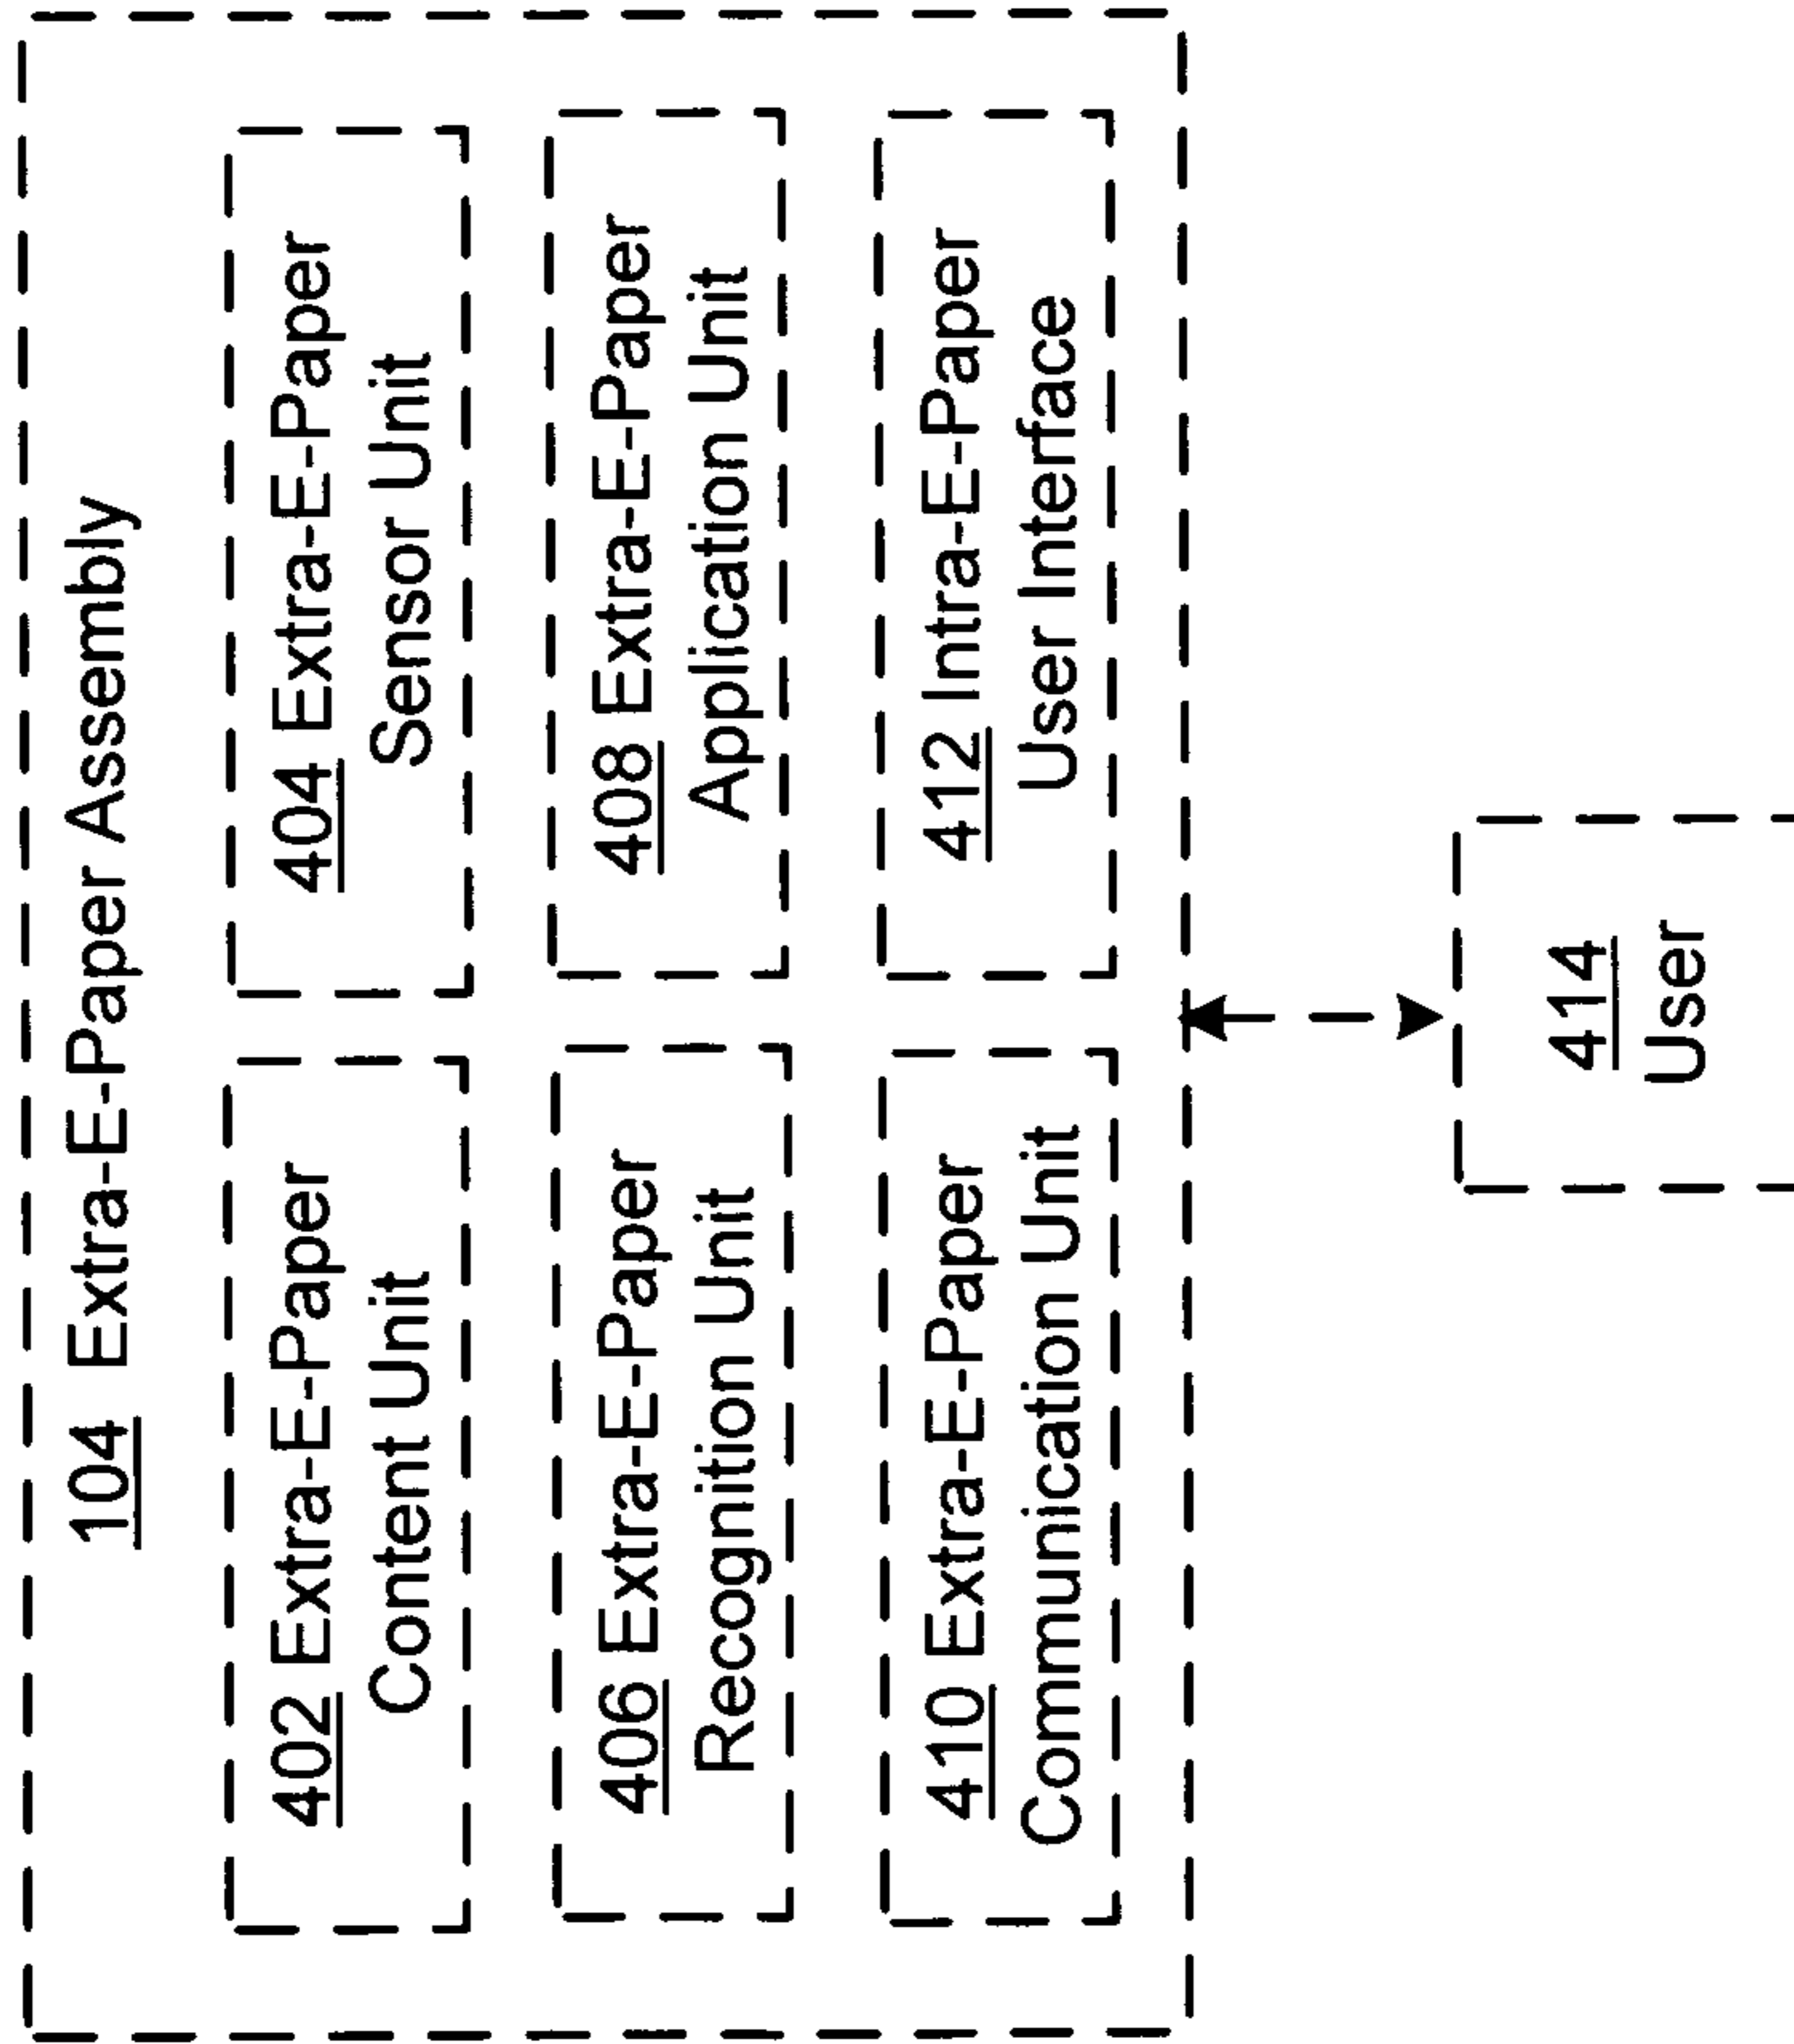 104 Extra-E-Paper Assembly
402 Extra-E-Paper
Content Unit
404 Extra-E-Paper
Sensor Unit
406 Extra-E-Paper
Recognition Unit
408 Extra-E-Paper
Application Unit
410 Extra-E-Paper
Communication Unit
412 Intra-E-Paper
User Interface
414
User